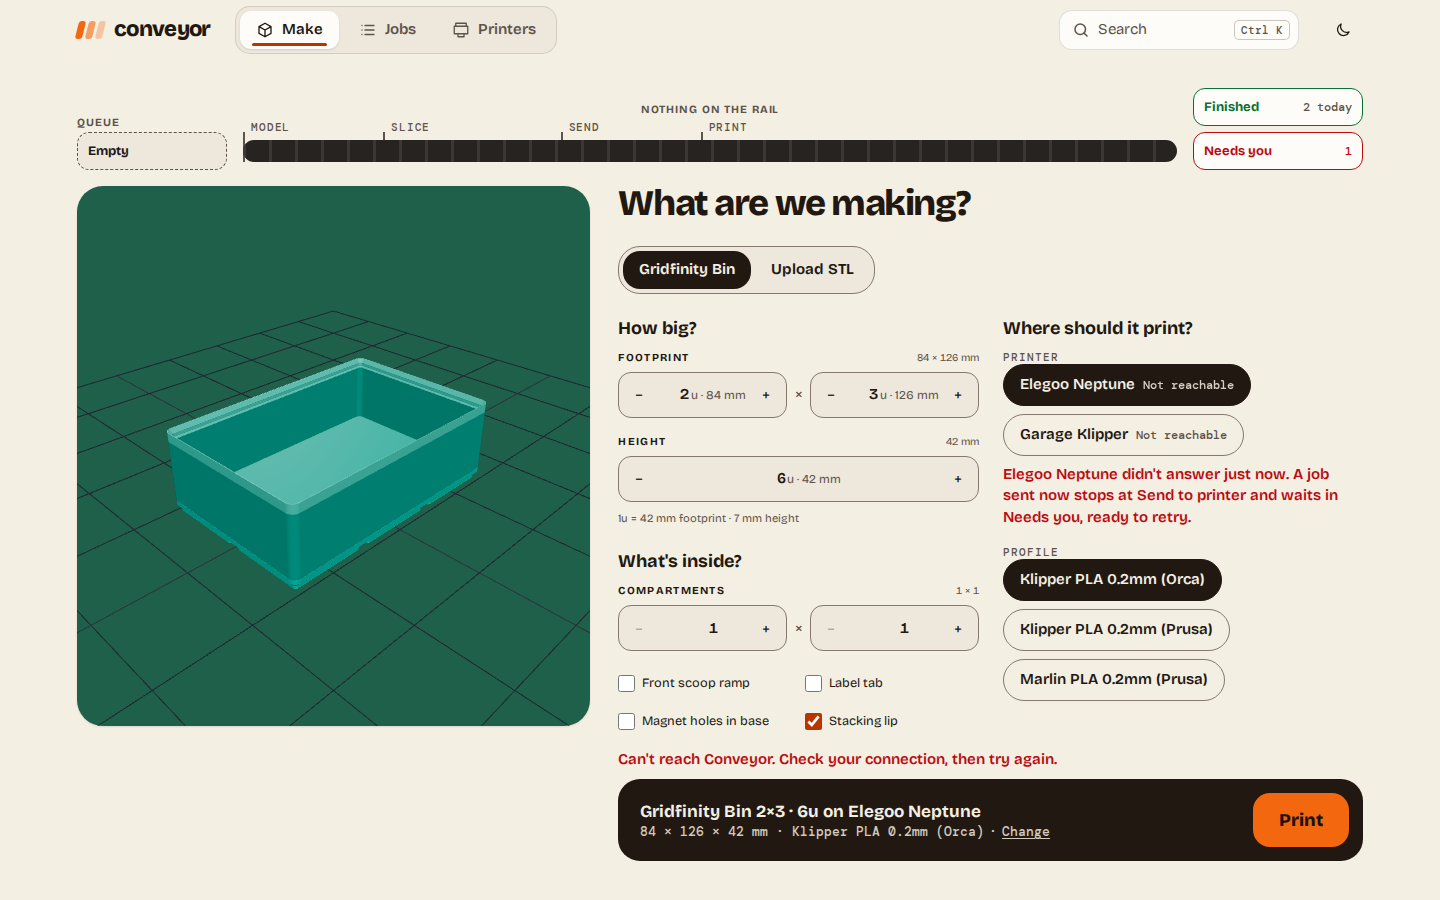 conveyor
Make
Jobs
Printers
Search
Ctrl K
QUEUE
Empty
NOTHING ON THE RAIL
MODEL
SLICE
SEND
PRINT
Finished 2 today
Needs you 1
What are we making?
Gridfinity Bin
Upload STL
How big?
FOOTPRINT 84 × 126 mm
− 2 u · 84 mm + × − 3 u · 126 mm +
HEIGHT 42 mm
− 6 u · 42 mm +
1u = 42 mm footprint · 7 mm height
What's inside?
COMPARTMENTS 1 × 1
− 1 + × − 1 +
Front scoop ramp
Label tab
Magnet holes in base
Stacking lip
Where should it print?
PRINTER
Elegoo Neptune Not reachable
Garage Klipper Not reachable
Elegoo Neptune didn't answer just now. A job
sent now stops at Send to printer and waits in
Needs you, ready to retry.
PROFILE
Klipper PLA 0.2mm (Orca)
Klipper PLA 0.2mm (Prusa)
Marlin PLA 0.2mm (Prusa)
Can't reach Conveyor. Check your connection, then try again.
Gridfinity Bin 2×3 · 6u on Elegoo Neptune
84 × 126 × 42 mm · Klipper PLA 0.2mm (Orca) · Change
Print